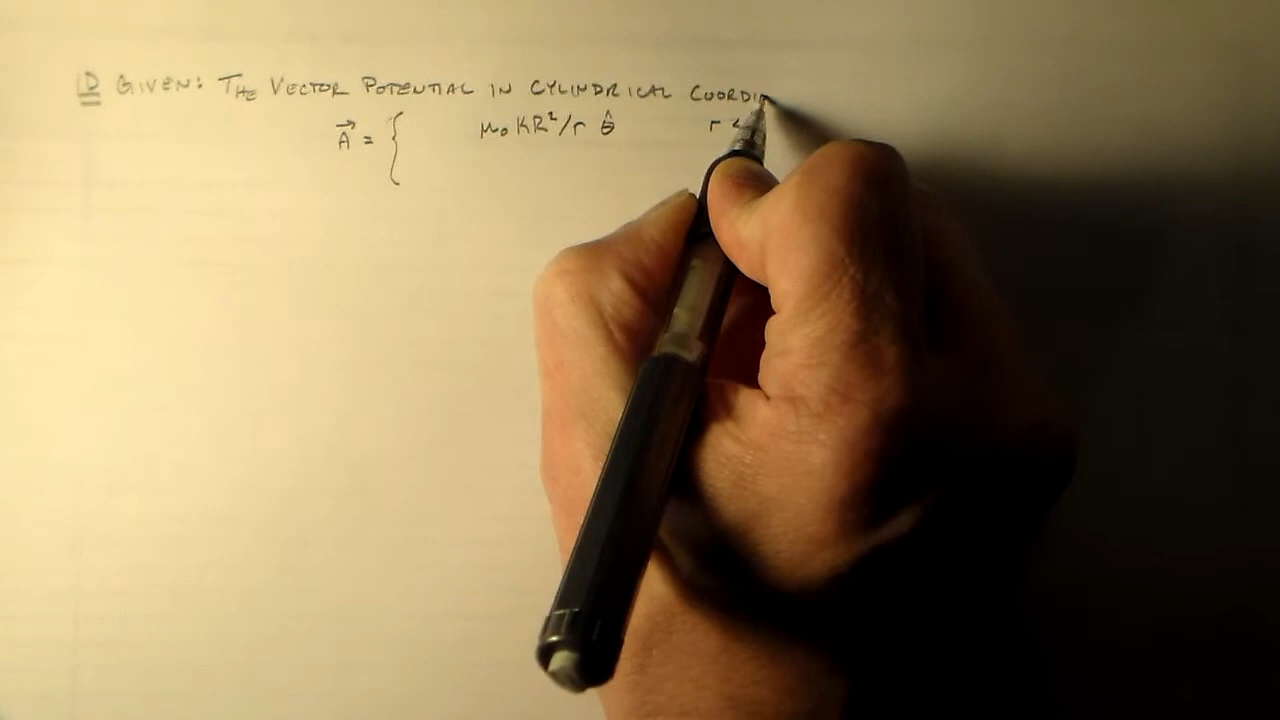 1D GIVEN: THE VECTOR POTENTIAL IN CYLINDRICAL COORDI
A⃗ = { μ₀KR²/r θ̂ r <